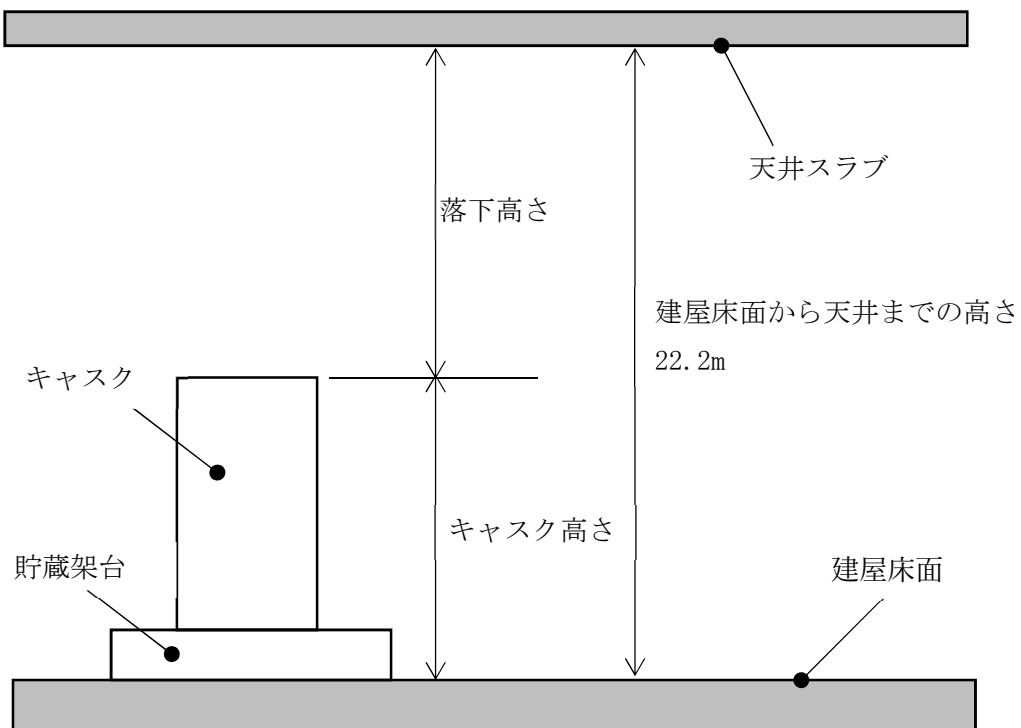 天井スラブ
落下高さ
建屋床面から天井までの高さ
22.2m
キャスク
キャスク高さ
貯蔵架台
建屋床面